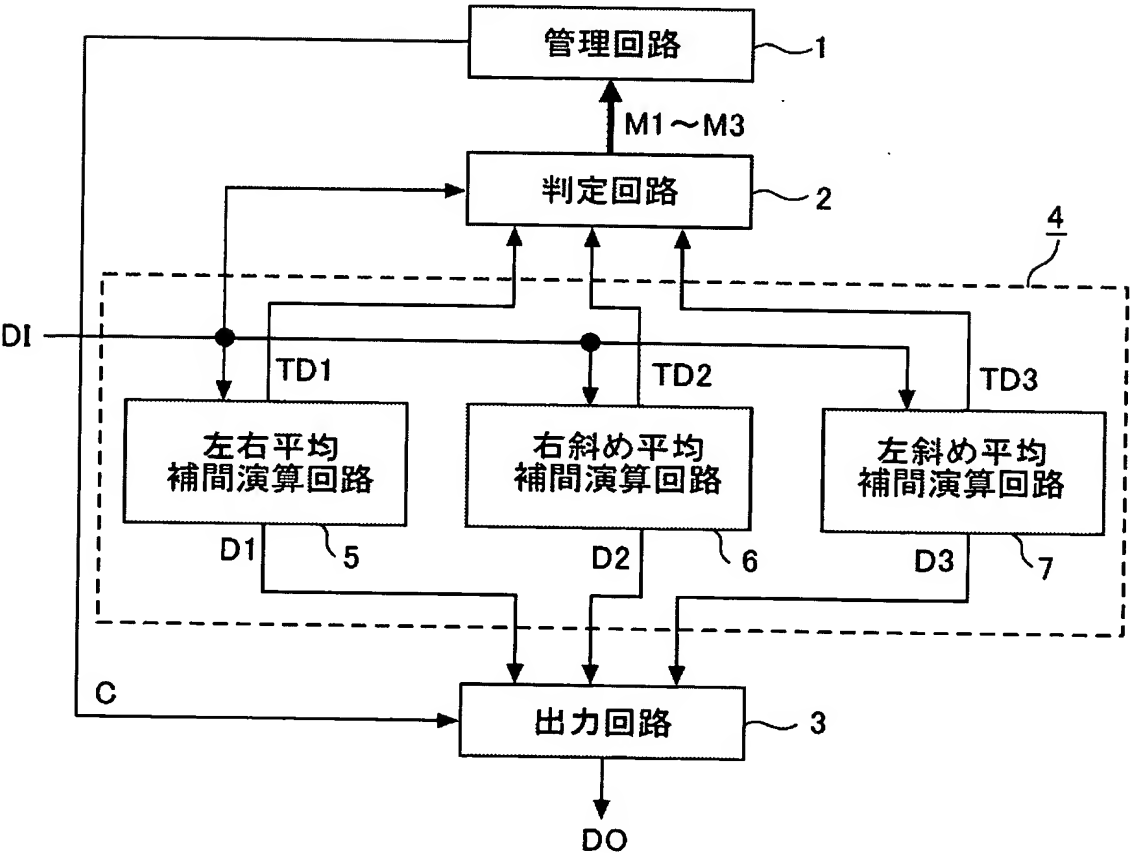 管理回路
1
M1～M3
判定回路
2
4
DI
TD1
TD2
TD3
左右平均
補間演算回路
右斜め平均
補間演算回路
左斜め平均
補間演算回路
D1
5
D2
6
D3
7
C
出力回路
3
DO